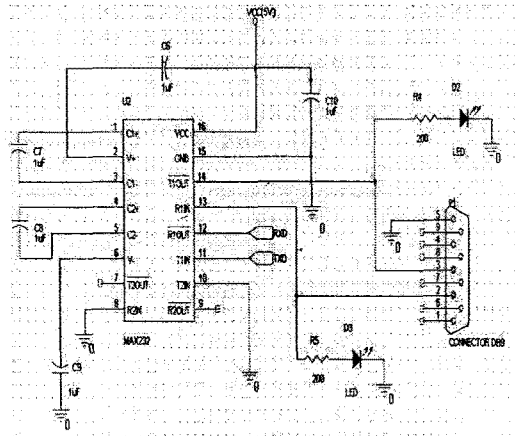 VCC(5V)
C6
1uF
U2
C10
1uF
R4
200
D2
LED
0
1 C1+ VCC 16
2 V+ GND 15
3 C1- T1OUT 14
4 C2+ R1IN 13
5 C2- R1OUT 12 RXD
6 V- T1IN 11 TXD
7 T2OUT T2IN 10
8 R2IN R2OUT 9
MAX232
C7
1uF
C8
1uF
C9
1uF
0
0
0
0
P1
0
5
9
4
8
3
7
2
6
1
CONNECTOR DB9
R5
200
D3
LED
0